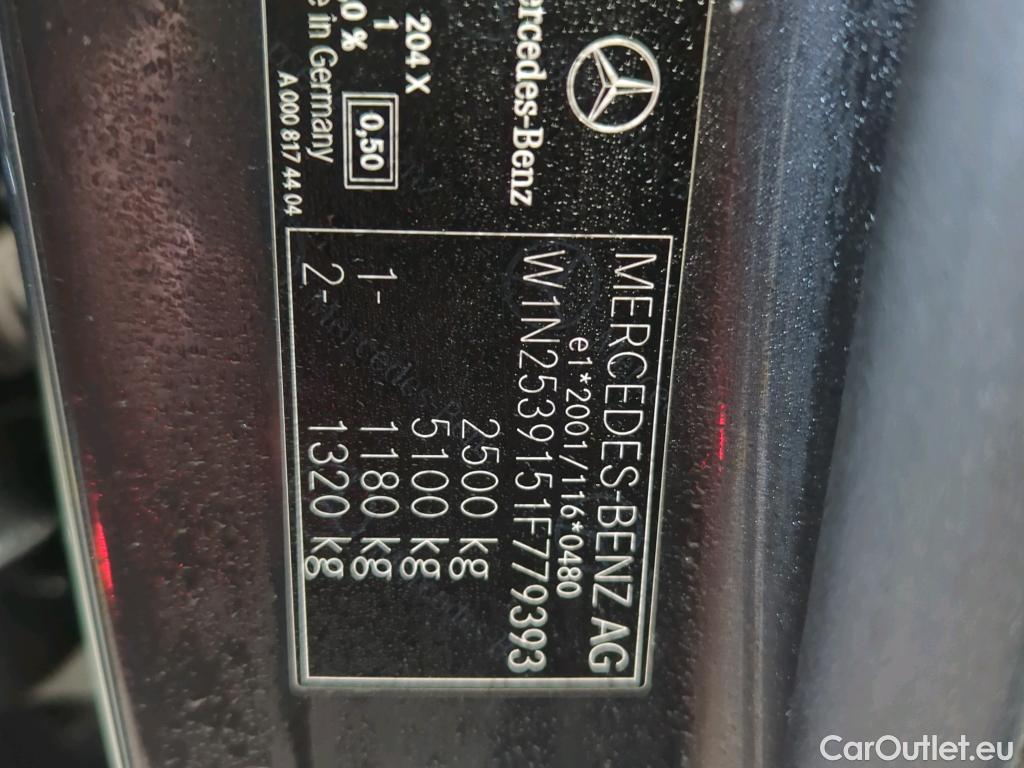 Mercedes-Benz
204 X
1
,0 %
0,50
in Germany
A 000 817 44 04
MERCEDES-BENZ AG
e1*2001/116*0480
W1N2539151F779393
2500 kg
5100 kg
1- 1180 kg
2- 1320 kg
CarOutlet.eu